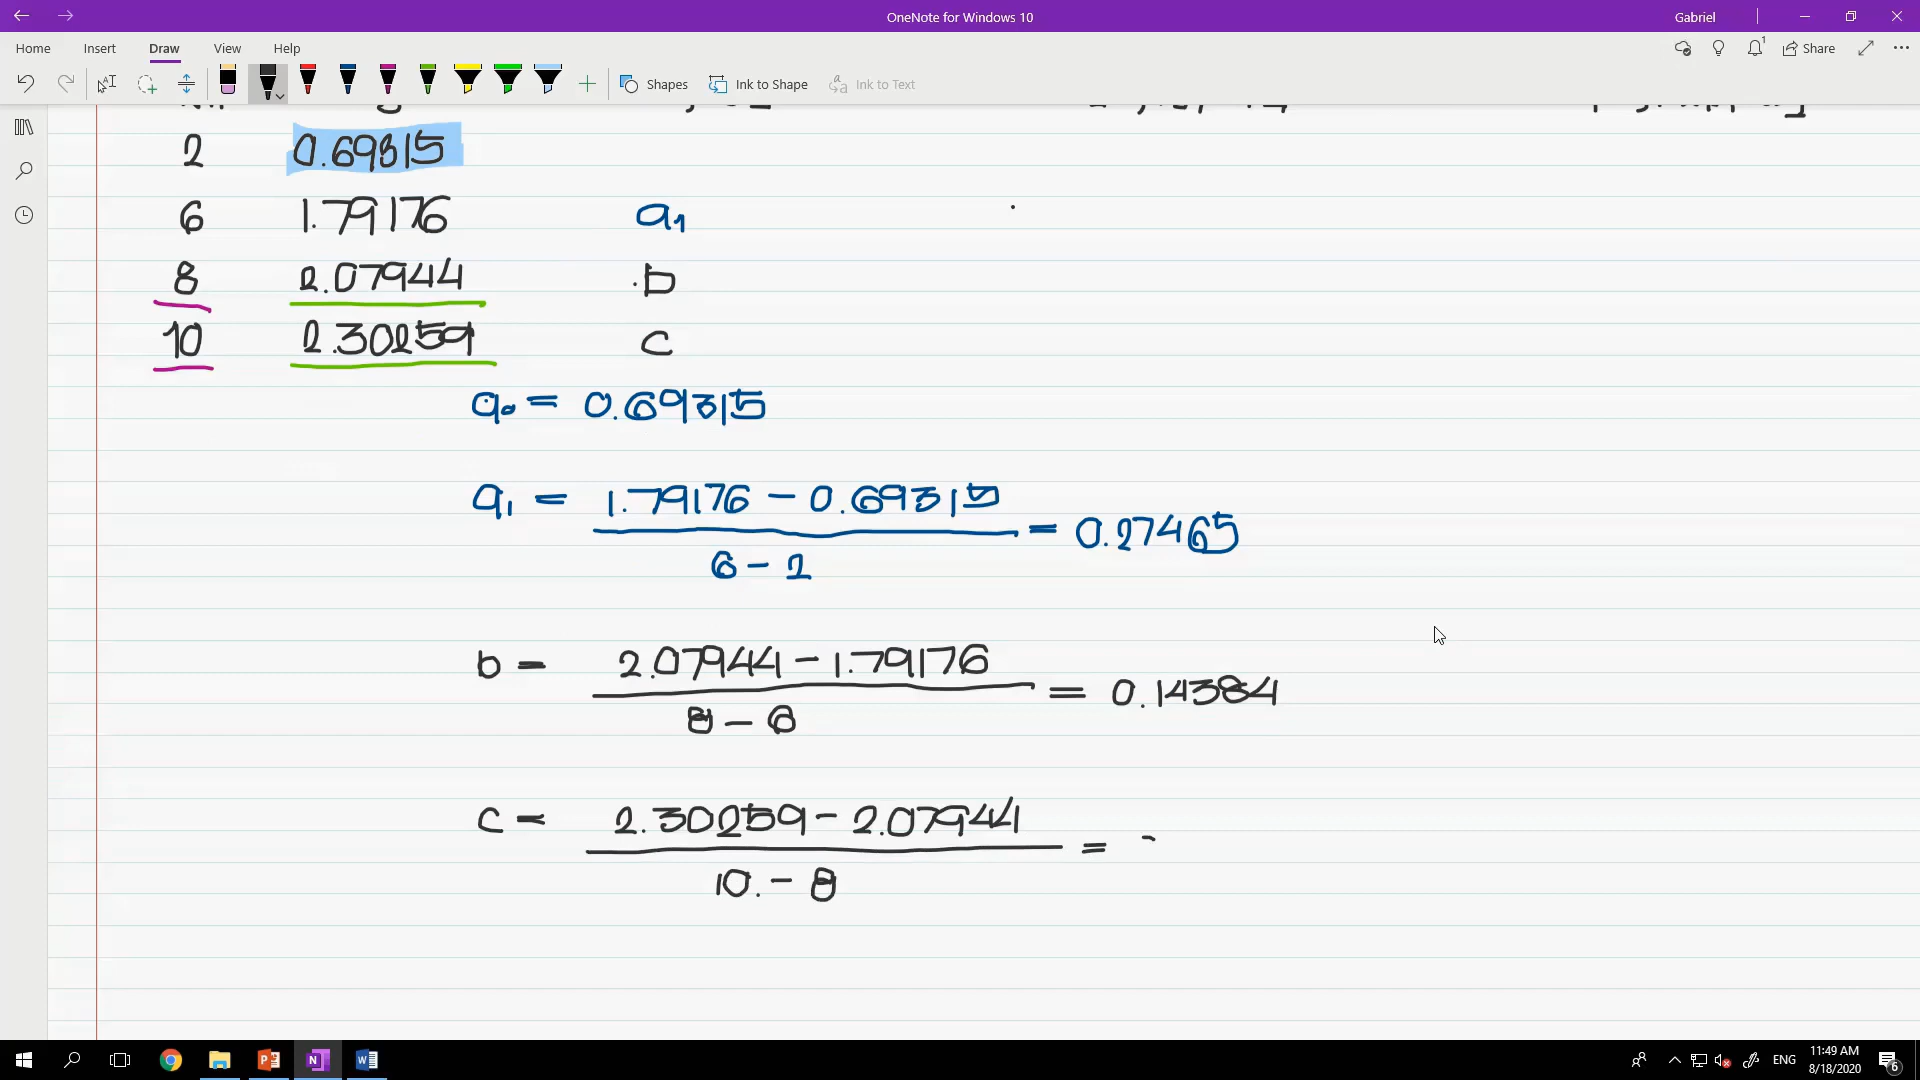 OneNote for Windows 10
Gabriel
Home Insert Draw View Help
1
Share
Shapes Ink to Shape Ink to Text
2 0.69315
6 1.79176 a₁
8 2.07944 b
10 2.30259 c
a₀ = 0.69315
a₁ = 1.79176 - 0.69315
6 - 2
= 0.27465
b = 2.07944 - 1.79176
8 - 6
= 0.14384
c = 2.30259 - 2.07944
10. - 8
=
ENG
11:49 AM
8/18/2020
6